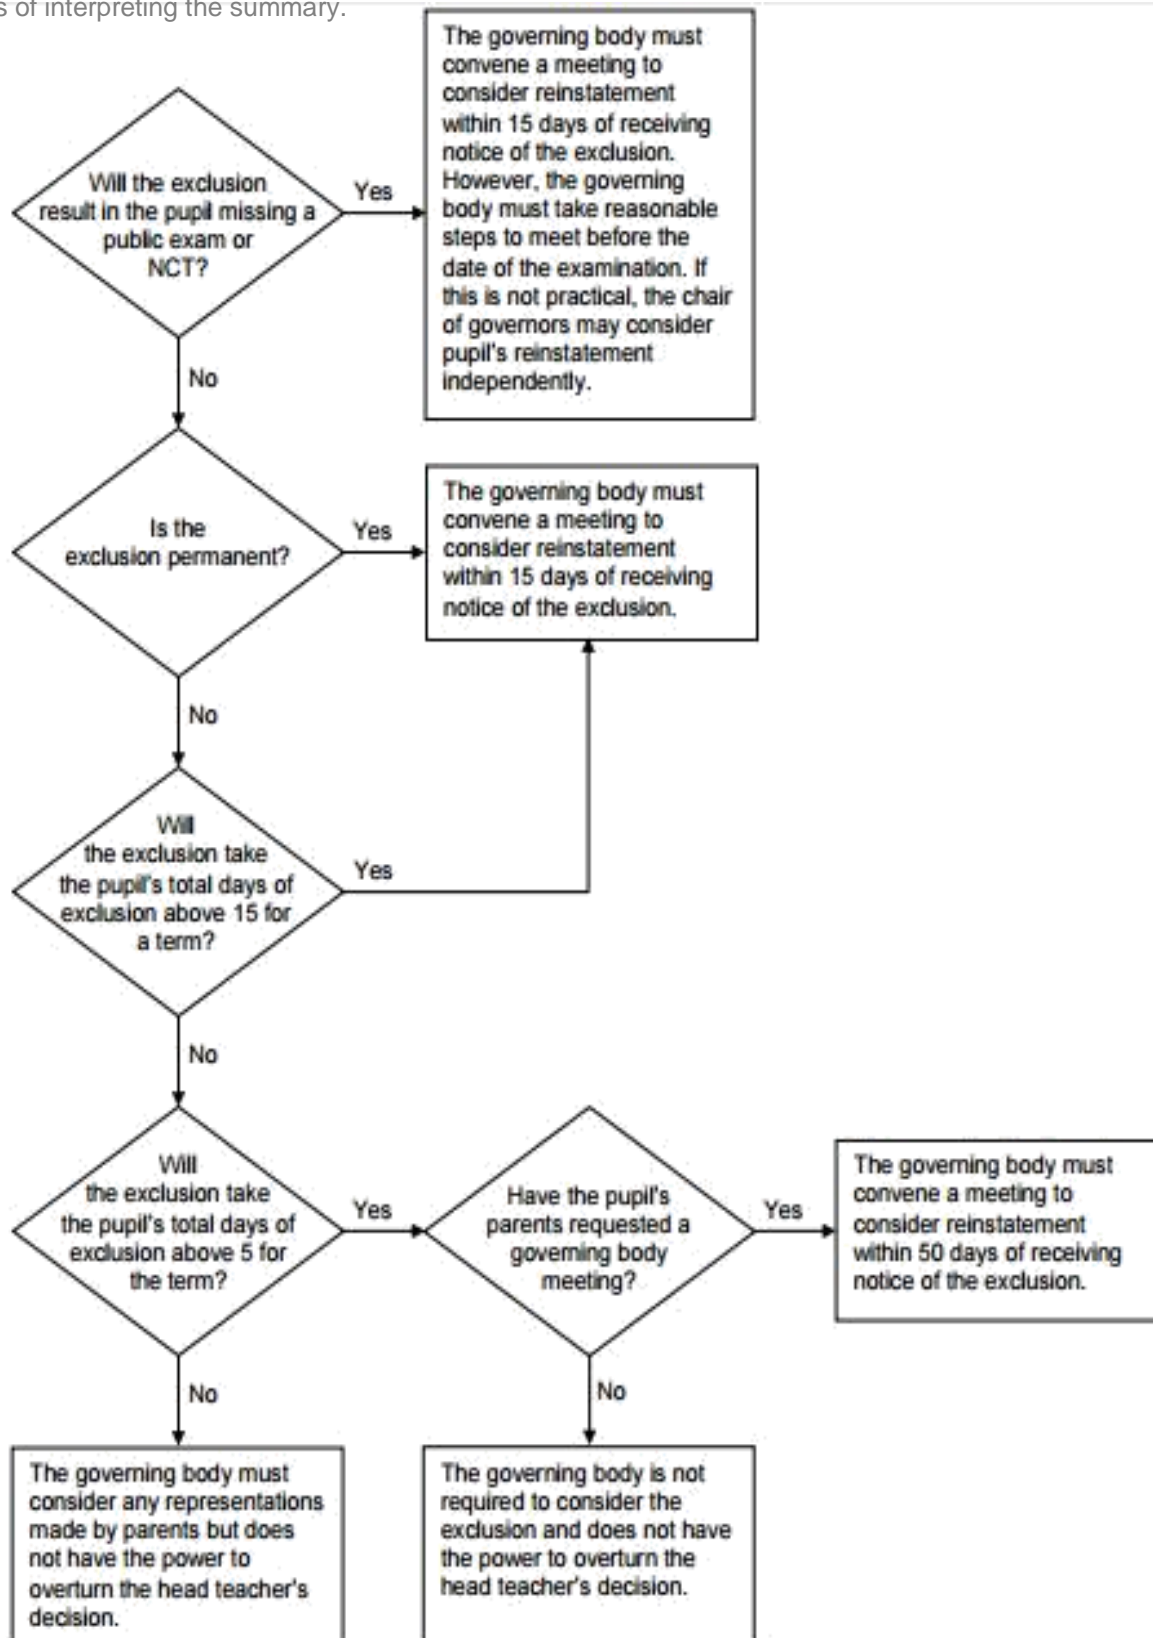 s of interpreting the summary.
The governing body must
convene a meeting to
consider reinstatement
within 15 days of receiving
notice of the exclusion.
However, the governing
body must take reasonable
steps to meet before the
date of the examination. If
this is not practical, the chair
of governors may consider
pupil's reinstatement
independently.
Will the exclusion
result in the pupil missing a
public exam or
NCT?
Yes
No
Is the
exclusion permanent?
Yes
The governing body must
convene a meeting to
consider reinstatement
within 15 days of receiving
notice of the exclusion.
No
Will
the exclusion take
the pupil's total days of
exclusion above 15 for
a term?
Yes
No
Will
the exclusion take
the pupil's total days of
exclusion above 5 for
the term?
Yes
Have the pupil's
parents requested a
governing body
meeting?
Yes
The governing body must
convene a meeting to
consider reinstatement
within 50 days of receiving
notice of the exclusion.
No
No
The governing body must
consider any representations
made by parents but does
not have the power to
overturn the head teacher's
decision.
The governing body is not
required to consider the
exclusion and does not have
the power to overturn the
head teacher's decision.